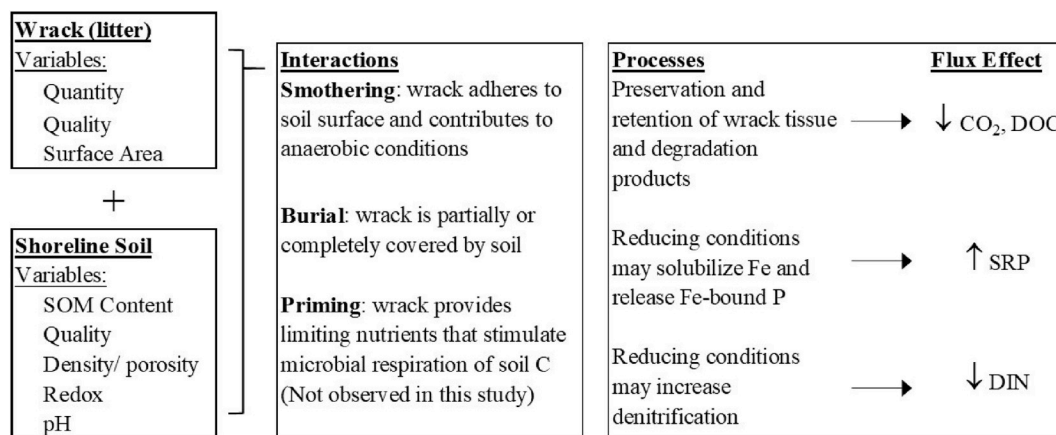 Wrack (litter)
Variables:
Quantity
Quality
Surface Area
+
Shoreline Soil
Variables:
SOM Content
Quality
Density/ porosity
Redox
pH
Interactions
Smothering: wrack adheres to
soil surface and contributes to
anaerobic conditions
Burial: wrack is partially or
completely covered by soil
Priming: wrack provides
limiting nutrients that stimulate
microbial respiration of soil C
(Not observed in this study)
Processes
Preservation and
retention of wrack tissue
and degradation
products
Reducing conditions
may solubilize Fe and
release Fe-bound P
Reducing conditions
may increase
denitrification
Flux Effect
↓ CO₂, DOC
↑ SRP
↓ DIN